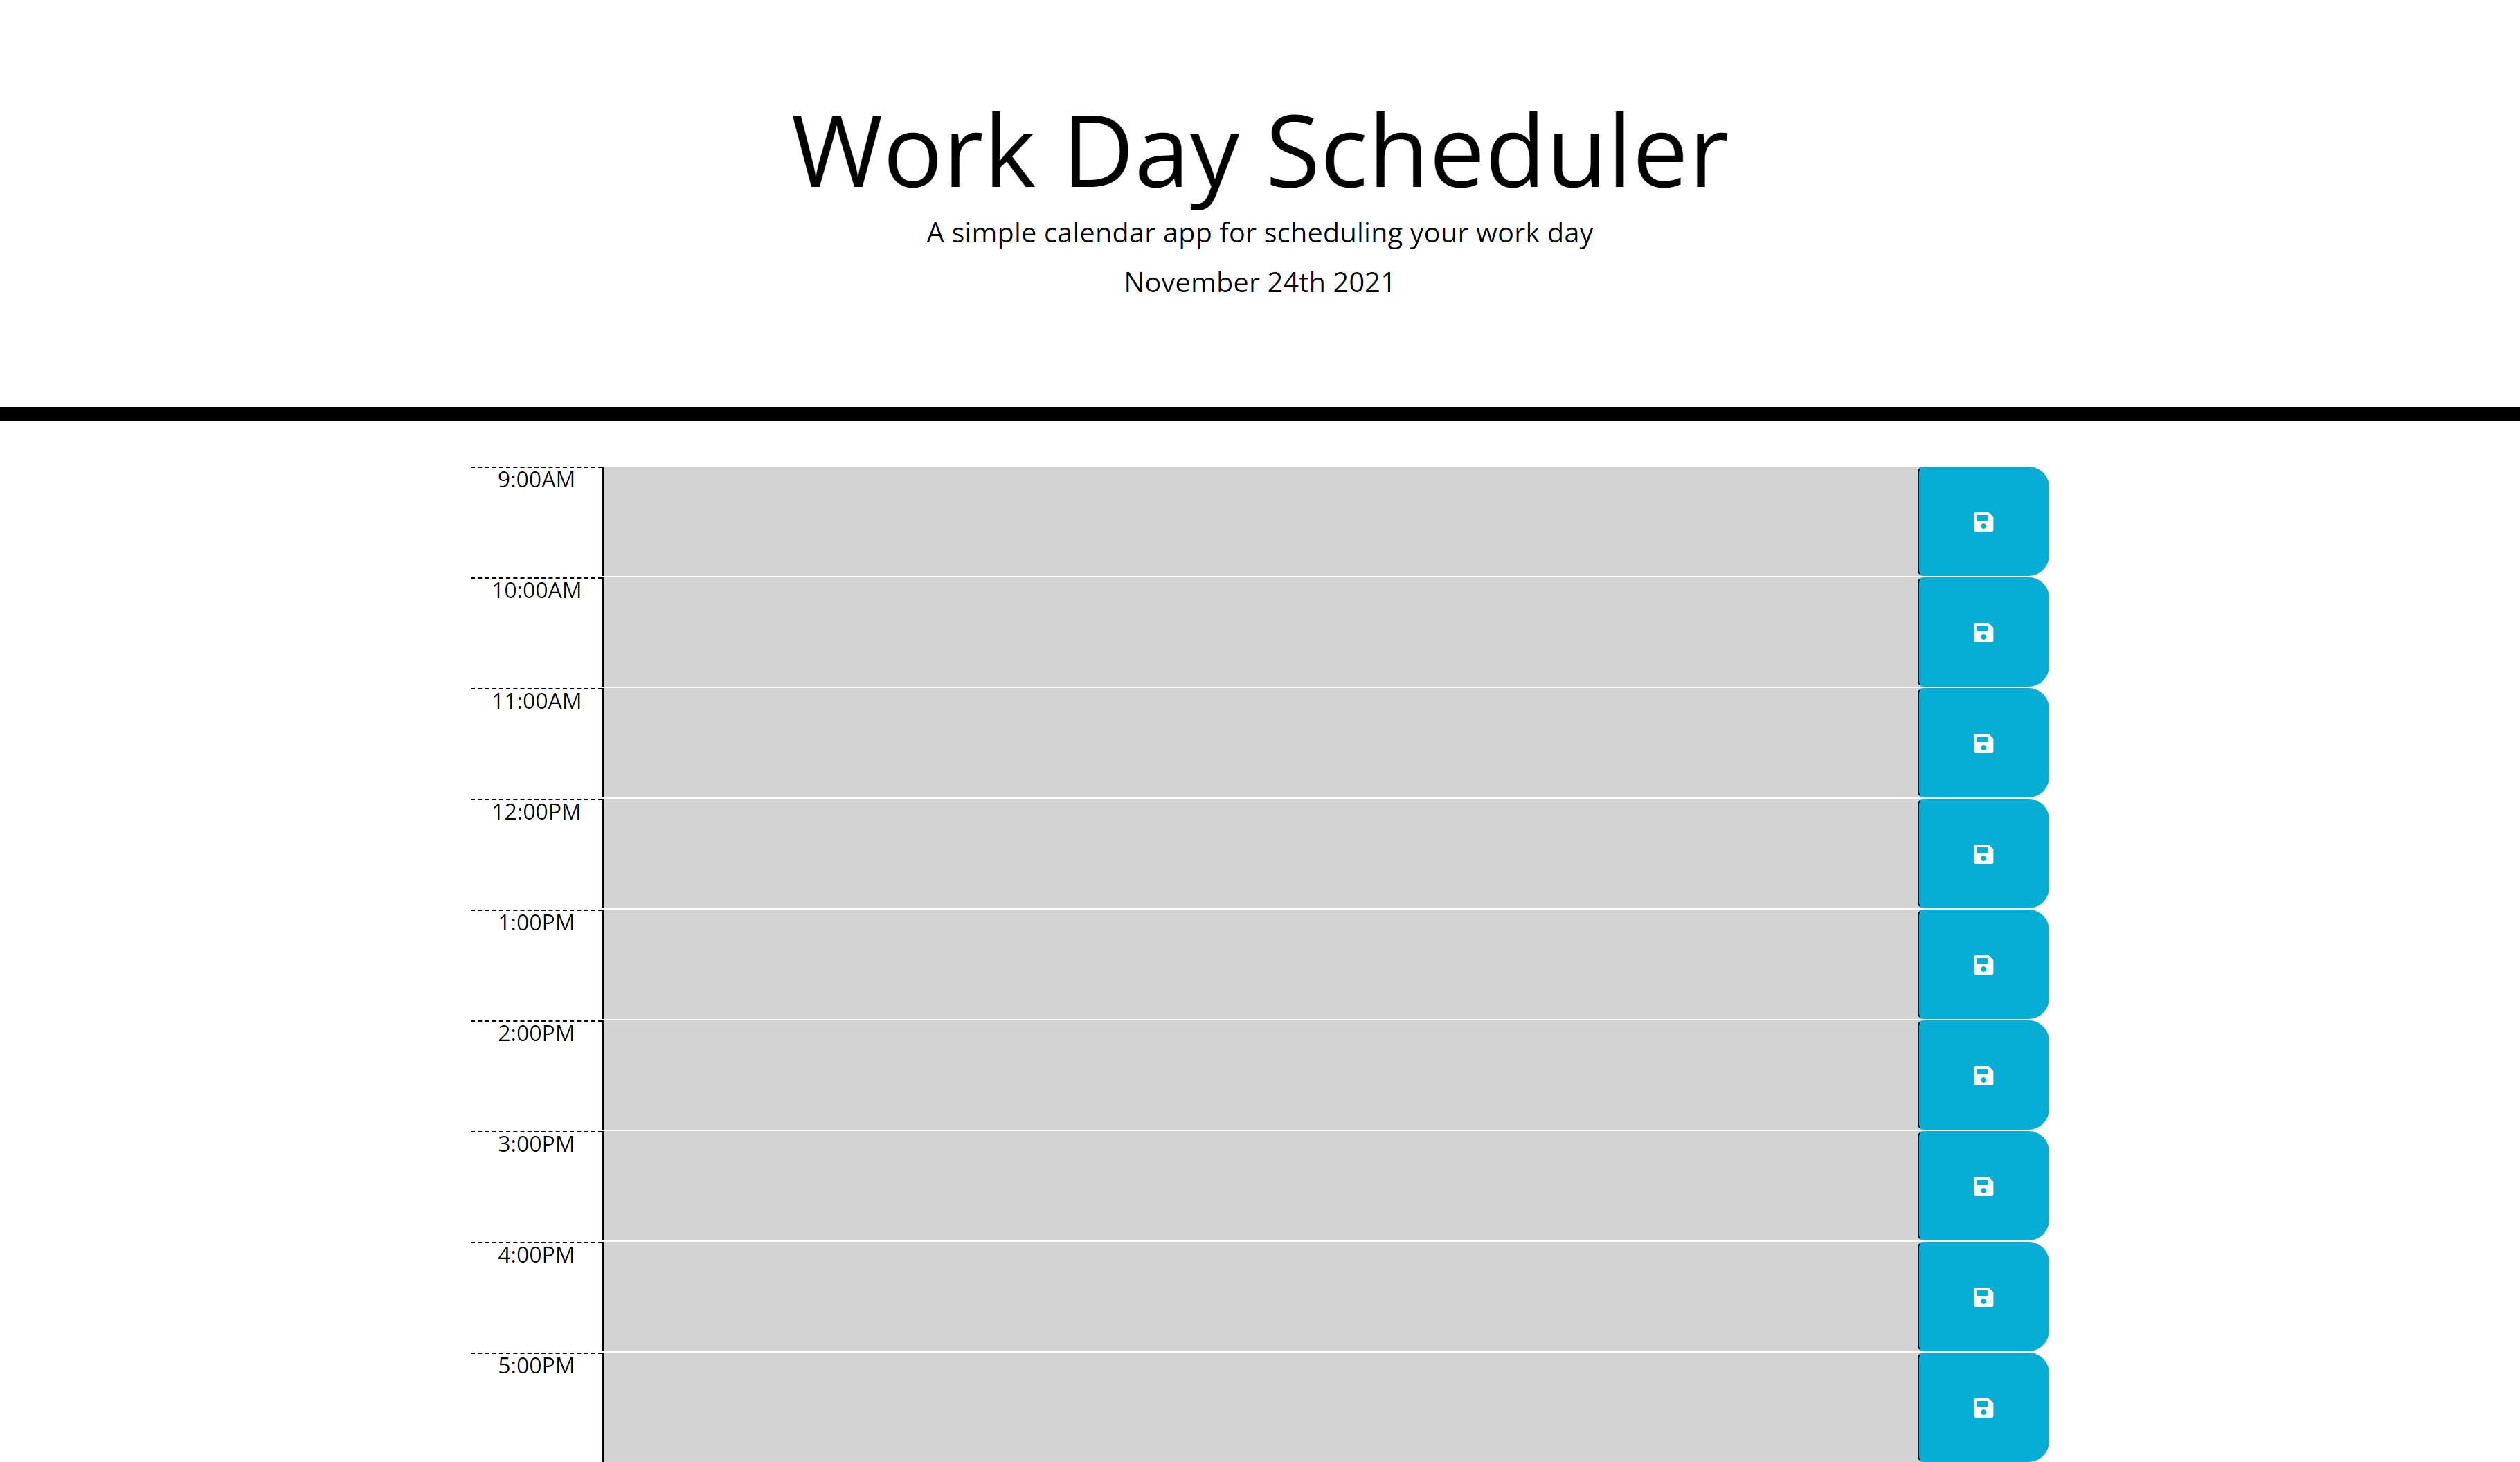 Work Day Scheduler
A simple calendar app for scheduling your work day
November 24th 2021
9:00AM
10:00AM
11:00AM
12:00PM
1:00PM
2:00PM
3:00PM
4:00PM
5:00PM